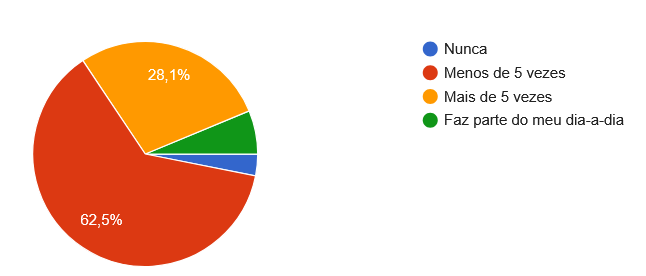 28,1%
62,5%
Nunca
Menos de 5 vezes
Mais de 5 vezes
Faz parte do meu dia-a-dia